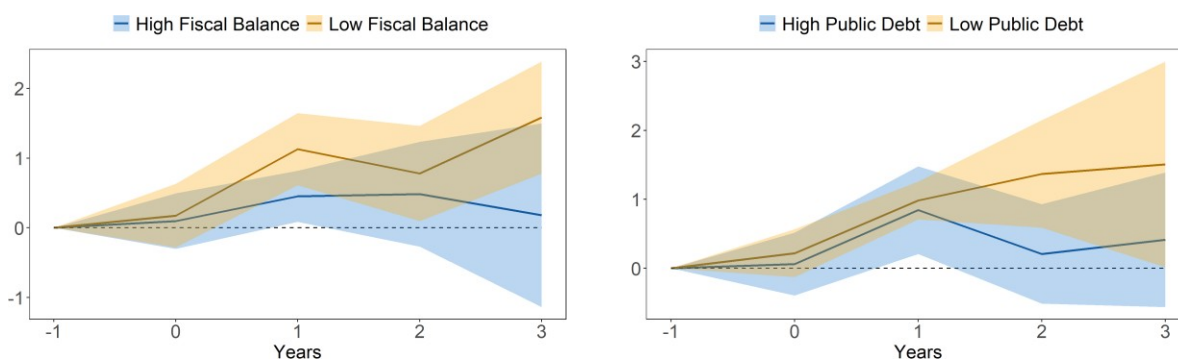 High Fiscal Balance Low Fiscal Balance
2
1
0
-1
-1 0 1 2 3
Years
High Public Debt Low Public Debt
3
2
1
0
-1 0 1 2 3
Years